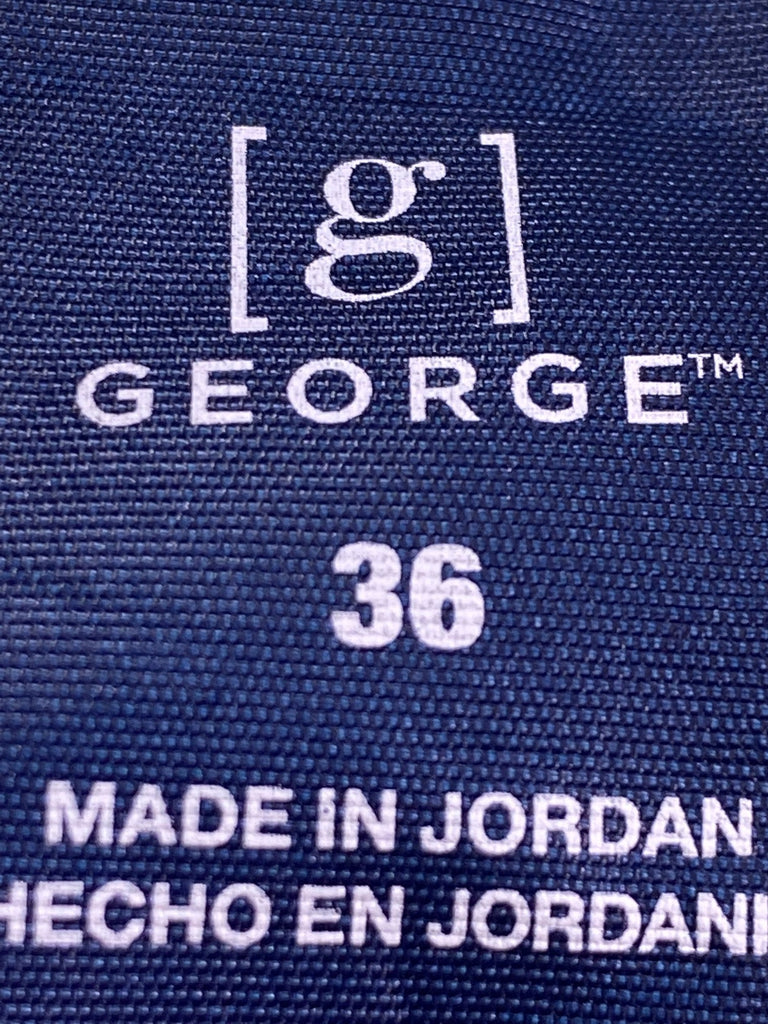 [g]
GEORGE™
36
MADE IN JORDAN
HECHO EN JORDANI